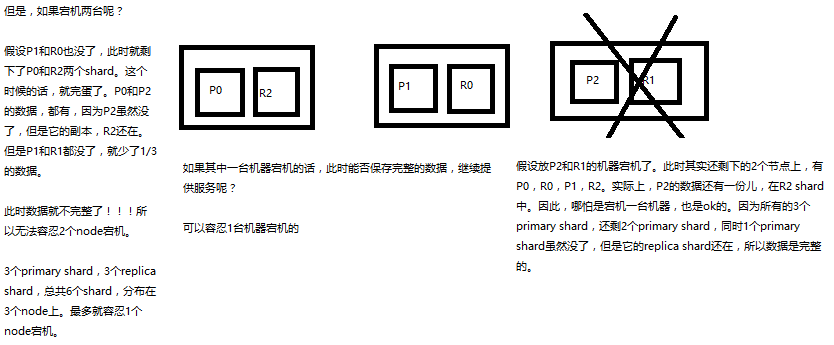 但是，如果宕机两台呢？
假设P1和R0也没了，此时就剩
下了P0和R2两个shard。这个
时候的话，就完蛋了。P0和P2
的数据，都有，因为P2虽然没
了，但是它的副本，R2还在。
但是P1和R1都没了，就少了1/3
的数据。
此时数据就不完整了！！！所
以无法容忍2个node宕机。
3个primary shard，3个replica
shard，总共6个shard，分布在
3个node上。最多就容忍1个
node宕机。
P0
R2
P1
R0
P2
R1
如果其中一台机器宕机的话，此时能否保存完整的数据，继续提
供服务呢？
可以容忍1台机器宕机的
假设放P2和R1的机器宕机了。此时其实还剩下的2个节点上，有
P0，R0，P1，R2。实际上，P2的数据还有一份儿，在R2 shard
中。因此，哪怕是宕机一台机器，也是ok的。因为所有的3个
primary shard，还剩2个primary shard，同时1个primary
shard虽然没了，但是它的replica shard还在，所以数据是完整
的。